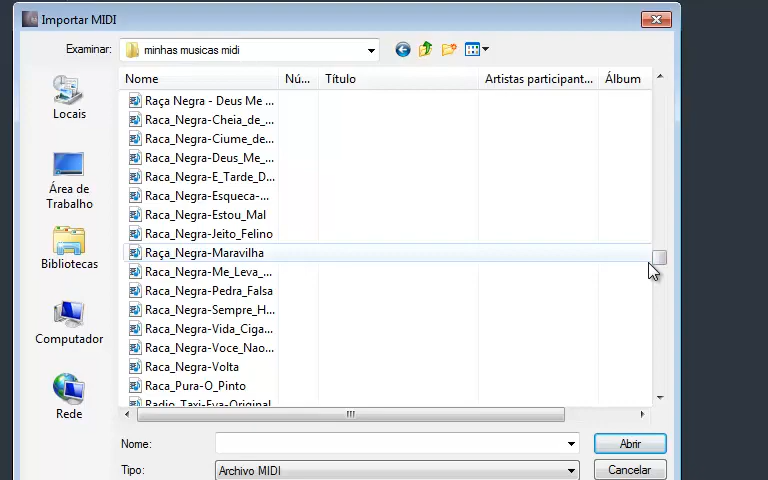 Importar MIDI
Examinar: minhas musicas midi
Nome Nú... Título Artistas participant... Álbum
Raça Negra - Deus Me ...
Raca_Negra-Cheia_de_...
Raca_Negra-Ciume_de...
Raca_Negra-Deus_Me_...
Raca_Negra-E_Tarde_D...
Raca_Negra-Esqueca-...
Raca_Negra-Estou_Mal
Raca_Negra-Jeito_Felino
Raça_Negra-Maravilha
Raca_Negra-Me_Leva_...
Raca_Negra-Pedra_Falsa
Raca_Negra-Sempre_H...
Raca_Negra-Vida_Ciga...
Raca_Negra-Voce_Nao...
Raca_Negra-Volta
Raca_Pura-O_Pinto
Radio_Taxi-Eva-Original
Locais
Área de
Trabalho
Bibliotecas
Computador
Rede
Nome: Abrir
Tipo: Archivo MIDI Cancelar